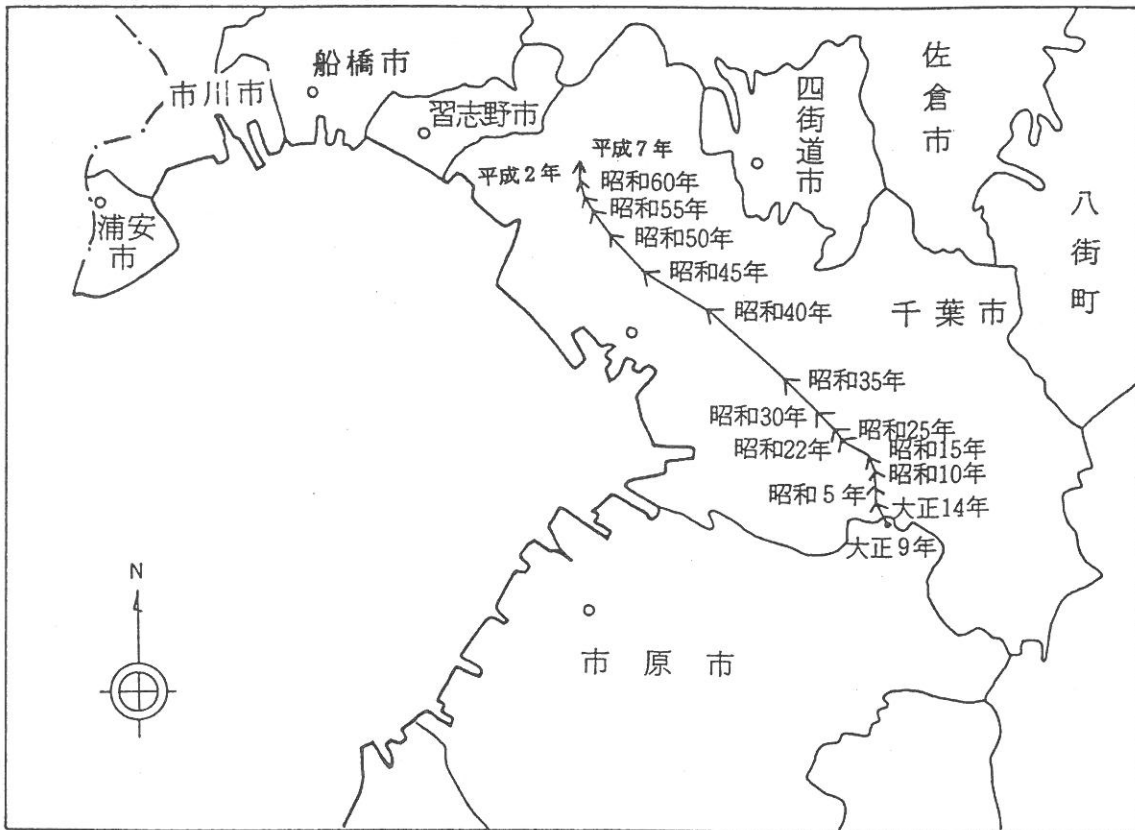 船橋市
市川市
習志野市
浦安
市
四街道市
佐倉市
八街町
千葉市
市原市
平成7年
平成2年
昭和60年
昭和55年
昭和50年
昭和45年
昭和40年
昭和35年
昭和30年
昭和25年
昭和22年
昭和15年
昭和10年
昭和5年
大正14年
大正9年
N